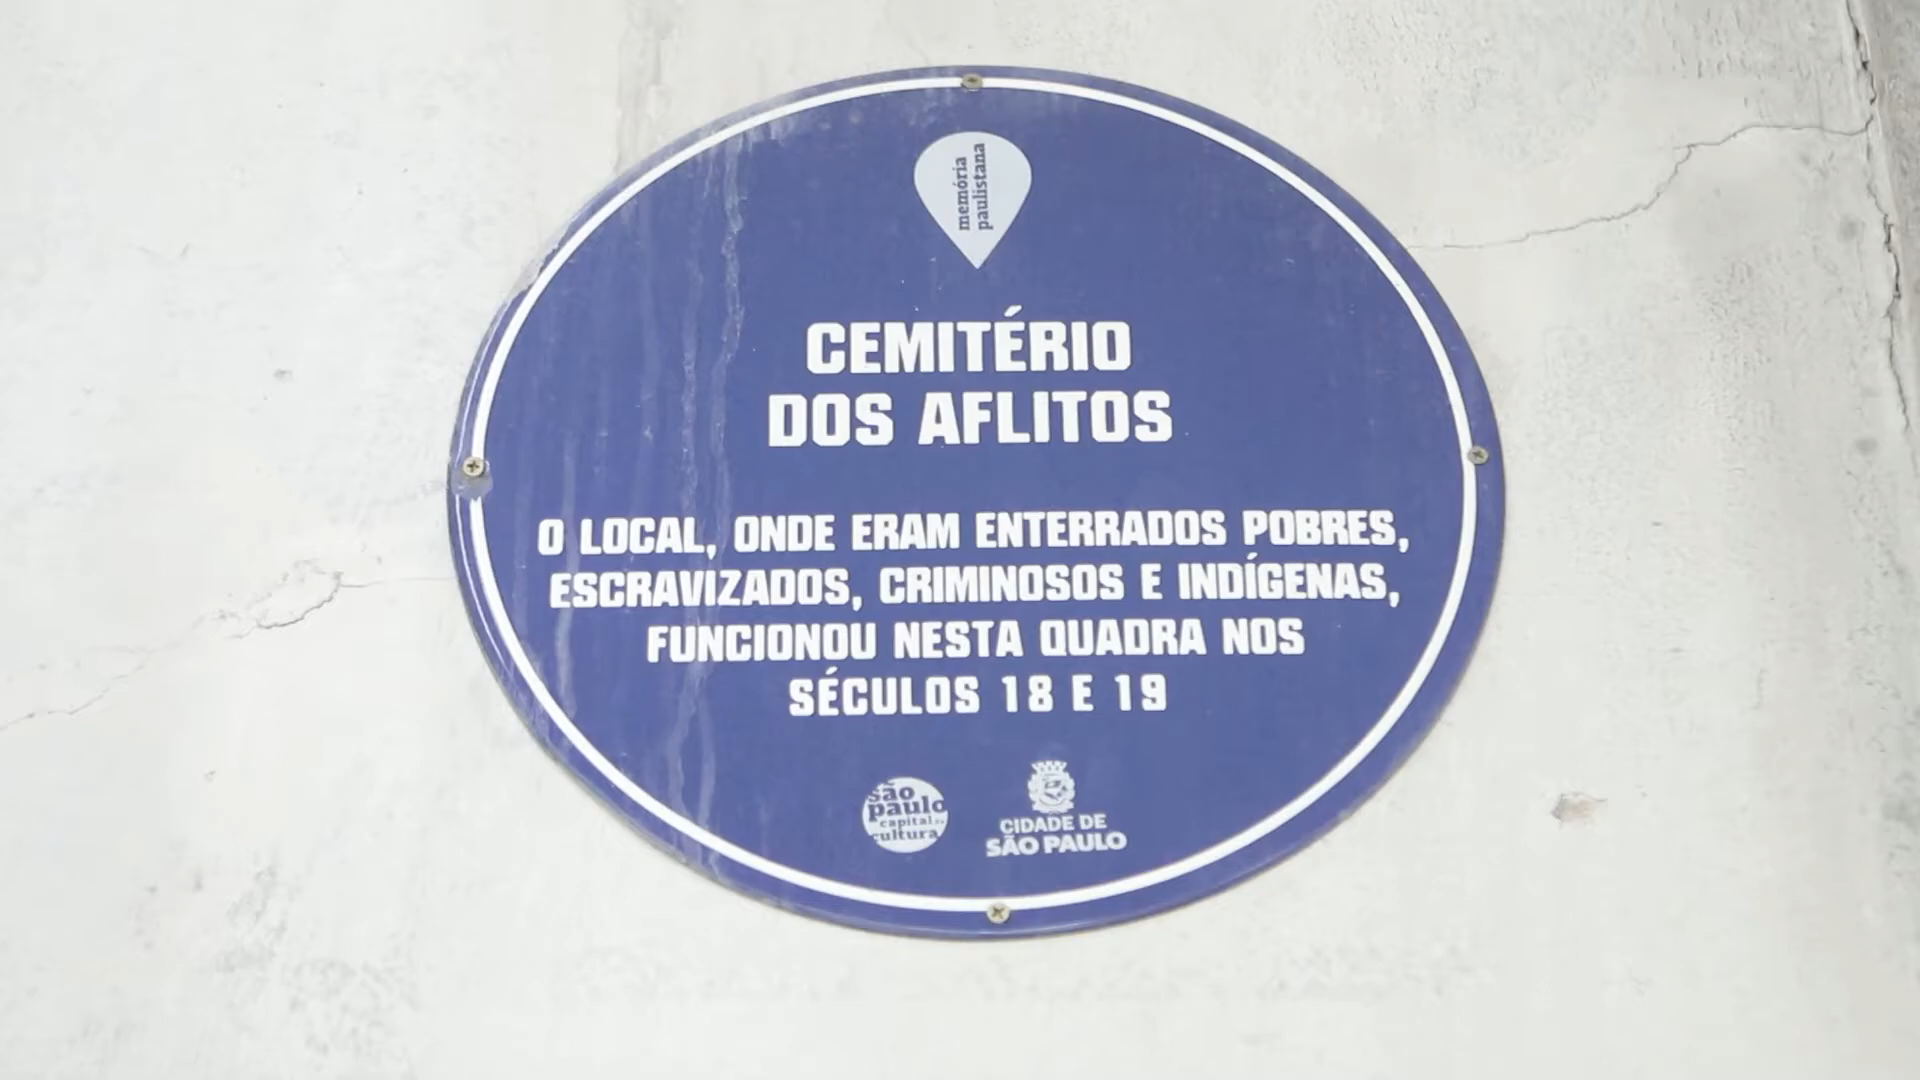 memória
paulistana
CEMITÉRIO
DOS AFLITOS
O LOCAL, ONDE ERAM ENTERRADOS POBRES,
ESCRAVIZADOS, CRIMINOSOS E INDÍGENAS,
FUNCIONOU NESTA QUADRA NOS
SÉCULOS 18 E 19
são
paulo
capital da
cultura
CIDADE DE
SÃO PAULO